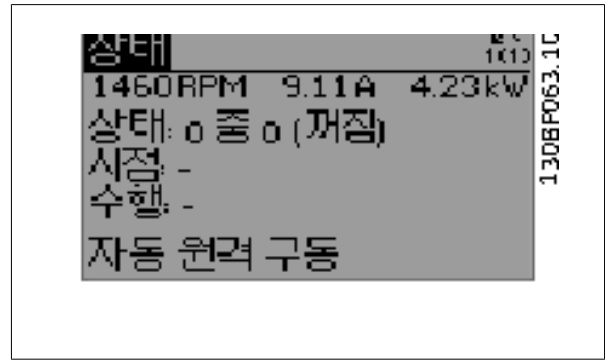 상태
1(1)
1460RPM 9.11A 4.23kW
상태: 0 중 0 (꺼짐)
시점: -
수행: -
자동 원격 구동
130BP063.1